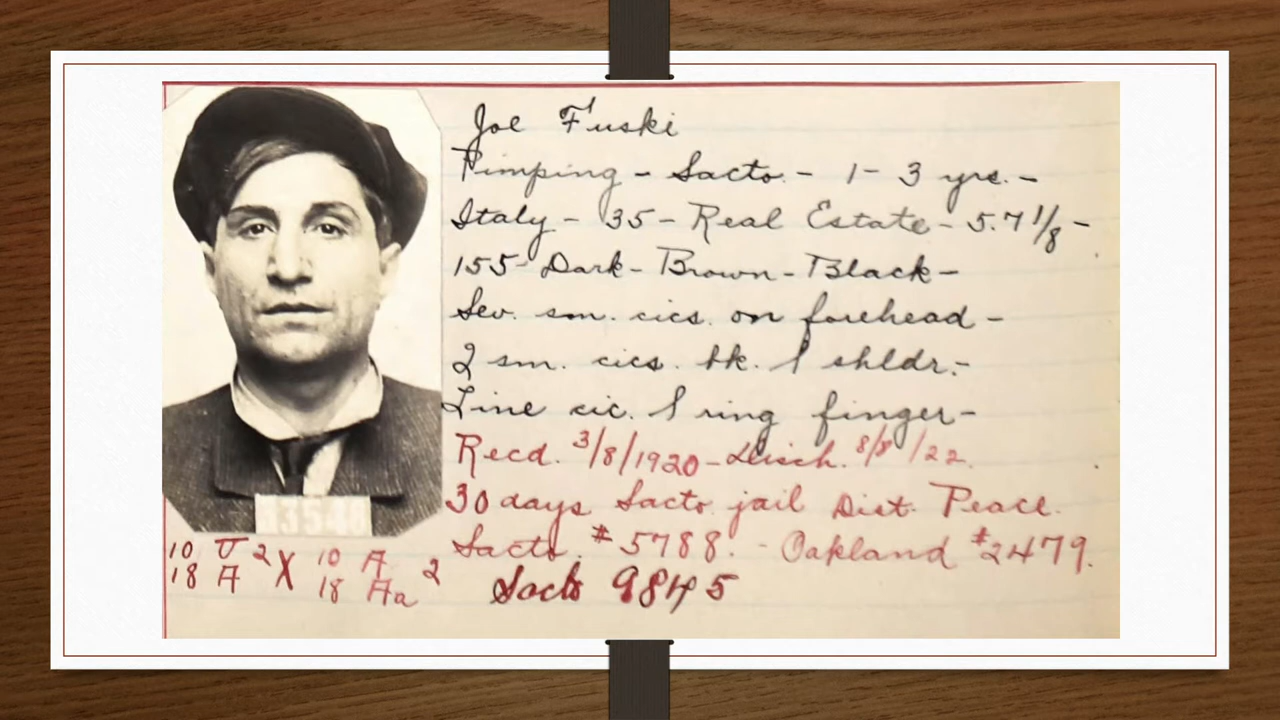 Joe Fuski
Pimping - Sacto. - 1 - 3 yrs. -
Italy - 35 - Real Estate - 5.7 1/8 -
155 - Dark - Brown - Black -
Sev. sm. cics. on forehead -
2 sm. cics. bk. l shldr. -
Line cic. l ring finger -
Recd. 3/8/1920 - Disch. 8/8/22.
30 days Sacto. jail Dist. Peace.
Sacto. #5788. - Oakland #2479.
Sacto 9845
33548
10 U 2 X 10 A 2
18 A 18 Aa